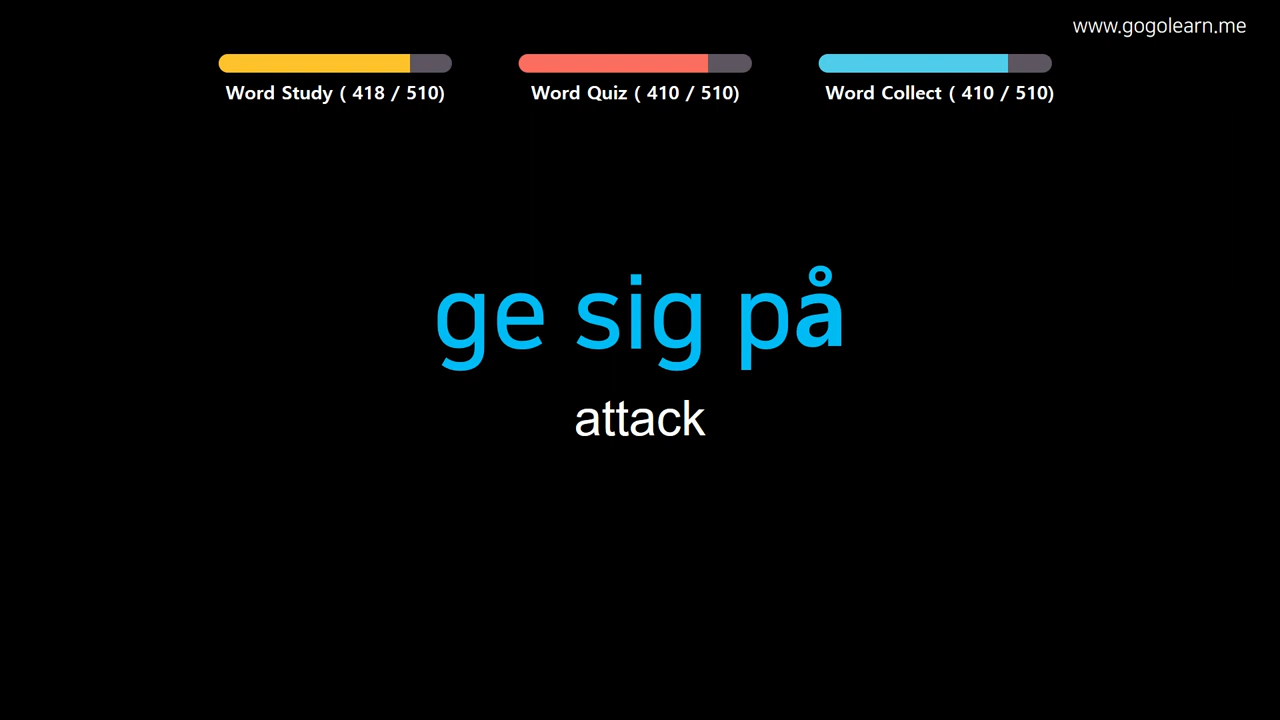 www.gogolearn.me
Word Study ( 418 / 510)
Word Quiz ( 410 / 510)
Word Collect ( 410 / 510)
ge sig på
attack